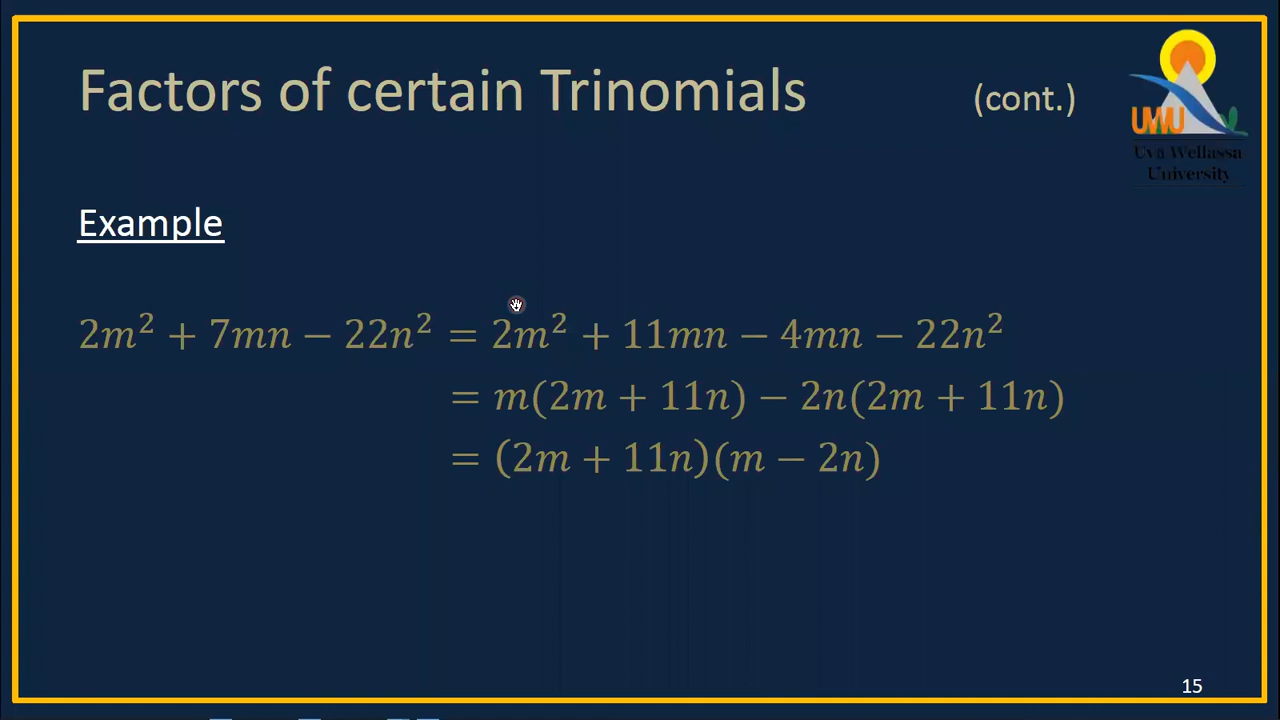 Factors of certain Trinomials (cont.)
UWU
Uva Wellassa
University
Example
2m² + 7mn − 22n² = 2m² + 11mn − 4mn − 22n²
= m(2m + 11n) − 2n(2m + 11n)
= (2m + 11n)(m − 2n)
15